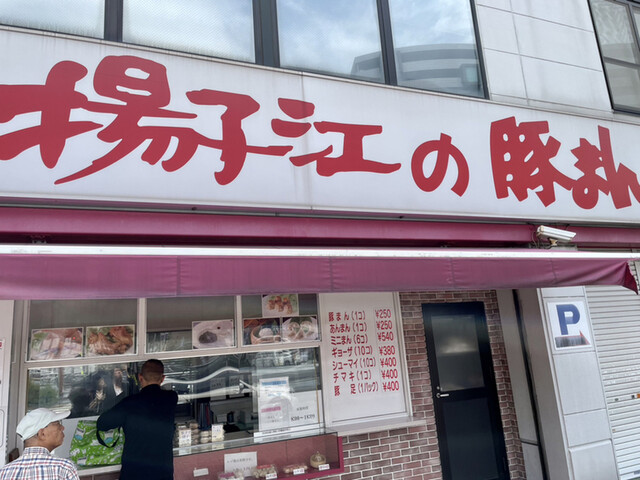 揚子江の豚まん
豚まん(1コ) ¥250
あんまん(1コ) ¥250
ミニまん(6コ) ¥540
ギョーザ(10コ) ¥380
シューマイ(10コ) ¥400
チマキ(1コ) ¥400
豚足(1パック) ¥400
P